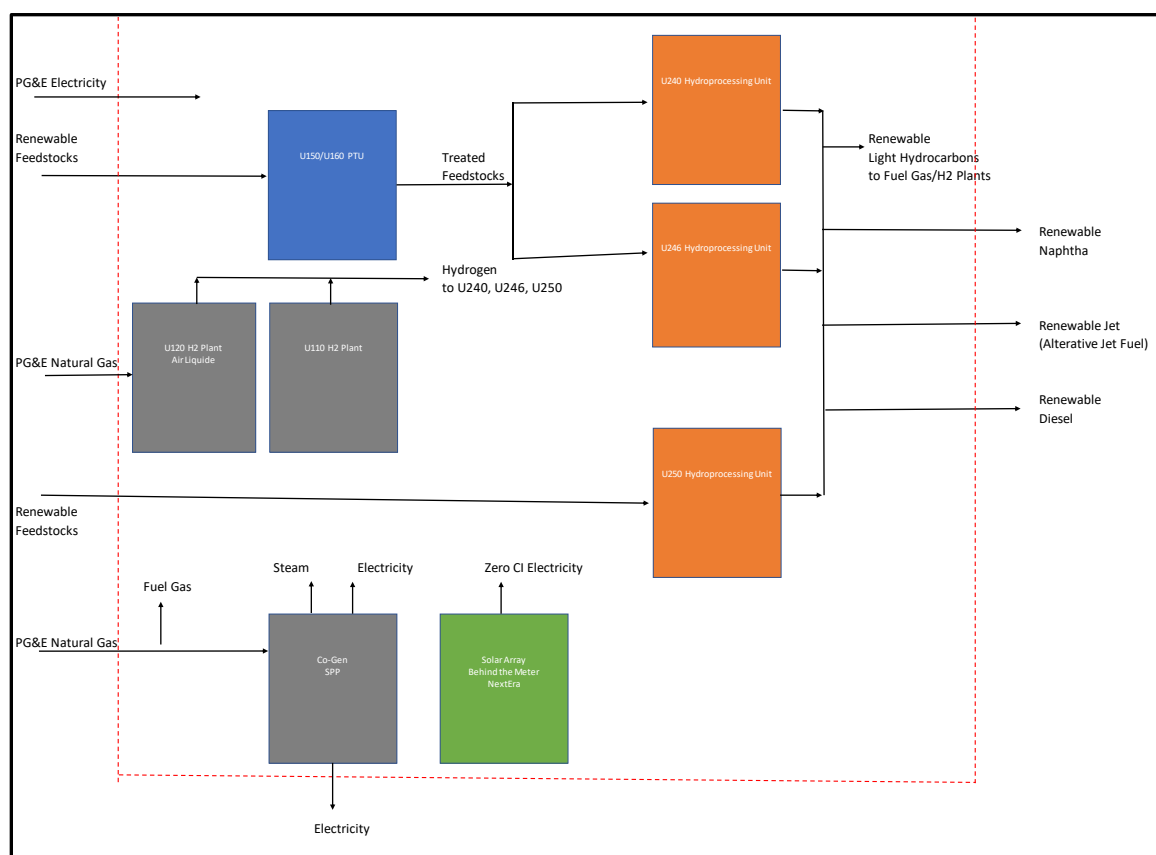 PG&E Electricity
Renewable
Feedstocks
U150/U160 PTU
Treated
Feedstocks
U240 Hydroprocessing Unit
Renewable
Light Hydrocarbons
to Fuel Gas/H2 Plants
U246 Hydroprocessing Unit
Renewable
Naphtha
Hydrogen
to U240, U246, U250
PG&E Natural Gas
U120 H2 Plant
Air Liquide
U110 H2 Plant
Renewable Jet
(Alterative Jet Fuel)
Renewable
Diesel
U250 Hydroprocessing Unit
Renewable
Feedstocks
Fuel Gas
Steam
Electricity
Zero CI Electricity
PG&E Natural Gas
Co-Gen
SPP
Solar Array
Behind the Meter
NextEra
Electricity